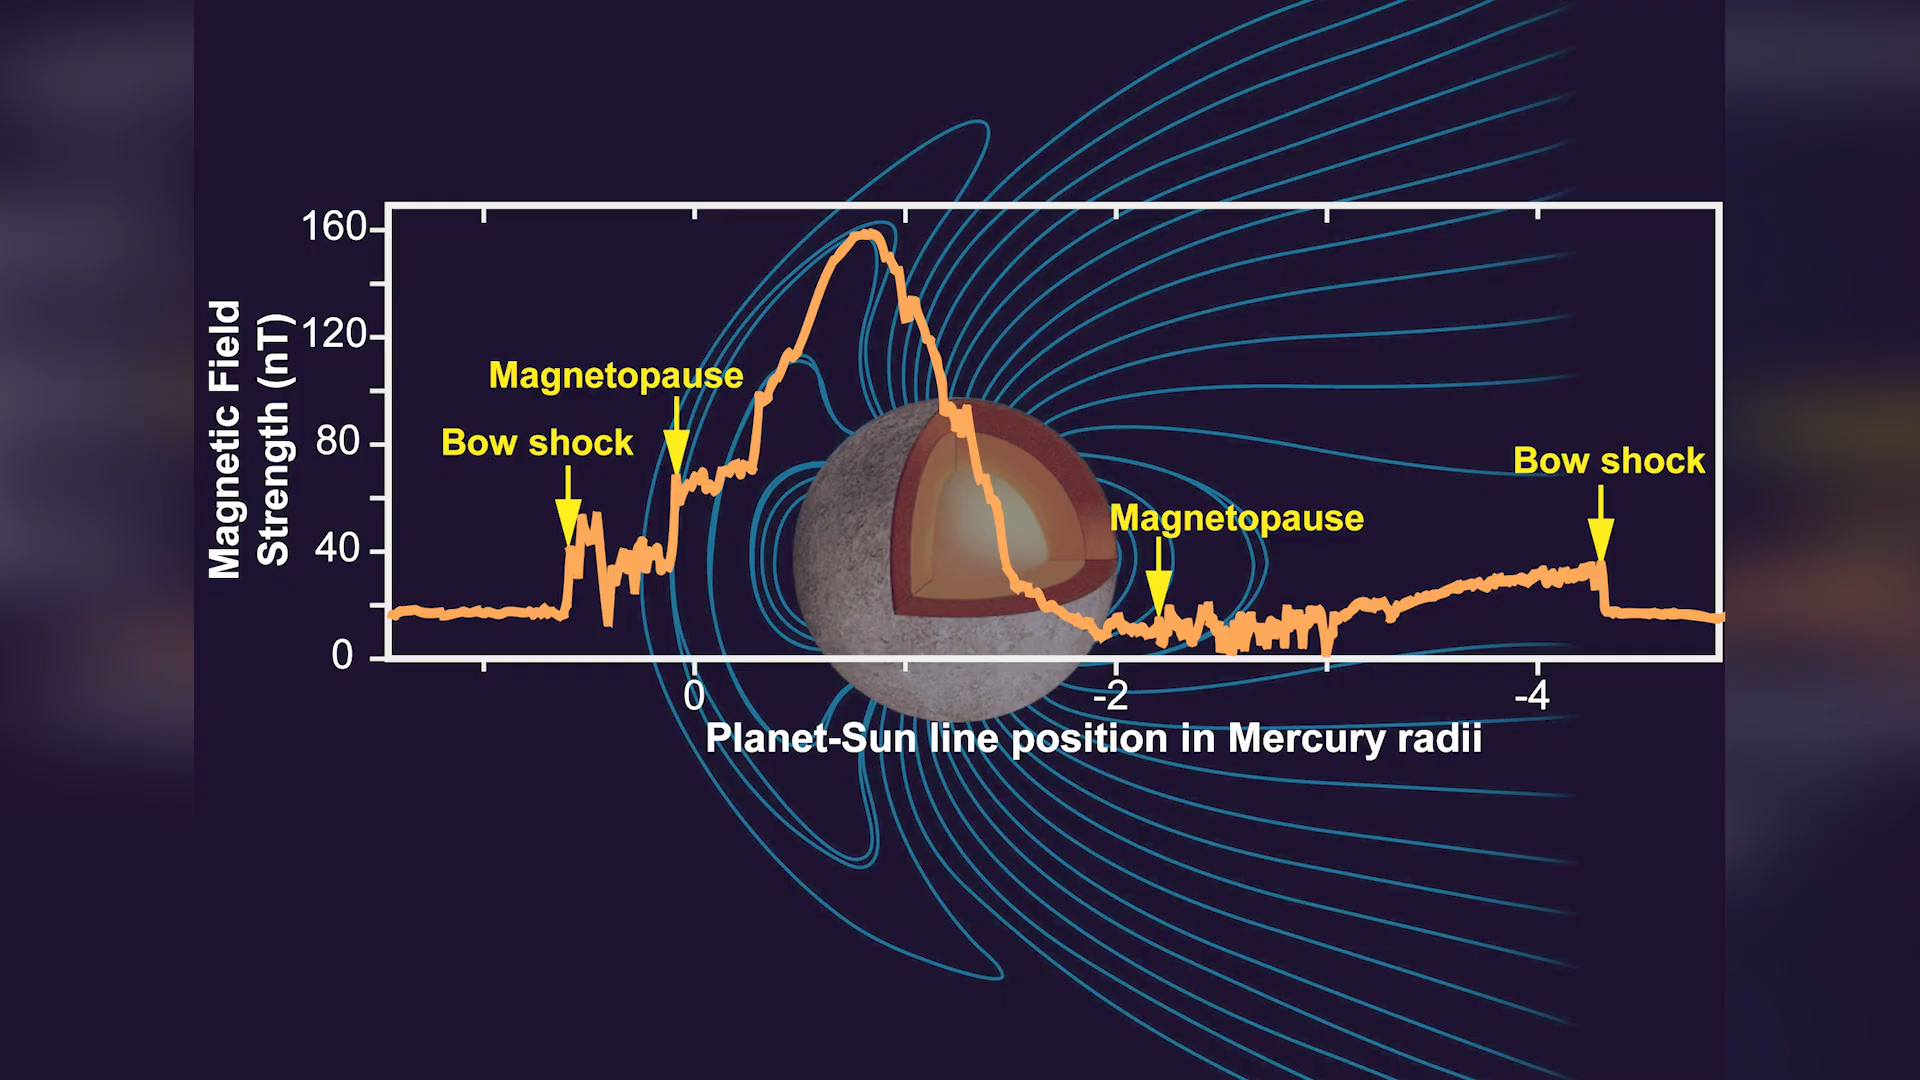 160
120
80
40
0
Magnetic Field
Strength (nT)
Magnetopause
Bow shock
Magnetopause
Bow shock
0
-2
-4
Planet-Sun line position in Mercury radii